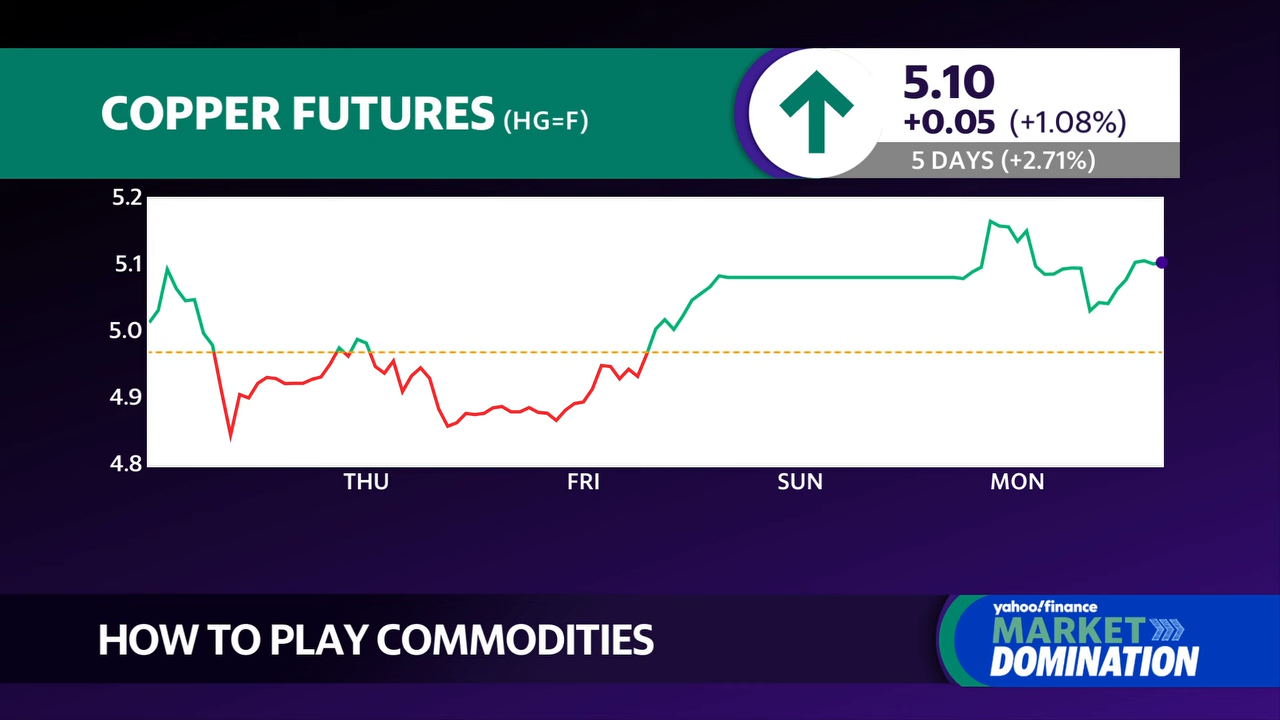 COPPER FUTURES (HG=F)
5.10
+0.05 (+1.08%)
5 DAYS (+2.71%)
5.2
5.1
5.0
4.9
4.8
THU FRI SUN MON
HOW TO PLAY COMMODITIES
yahoo!finance
MARKET
DOMINATION